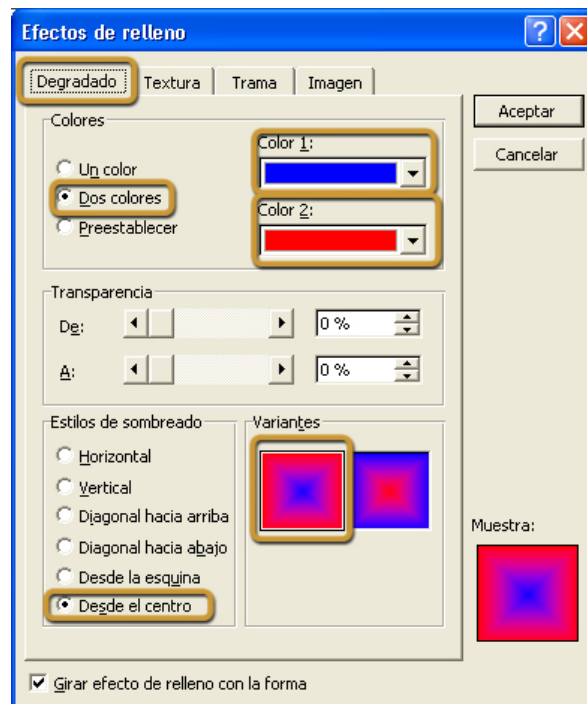 Efectos de relleno
Degradado Textura Trama Imagen
Aceptar
Cancelar
Colores
Un color
Dos colores
Preestablecer
Color 1:
Color 2:
Transparencia
De: 0 %
A: 0 %
Estilos de sombreado
Horizontal
Vertical
Diagonal hacia arriba
Diagonal hacia abajo
Desde la esquina
Desde el centro
Variantes
Muestra:
Girar efecto de relleno con la forma